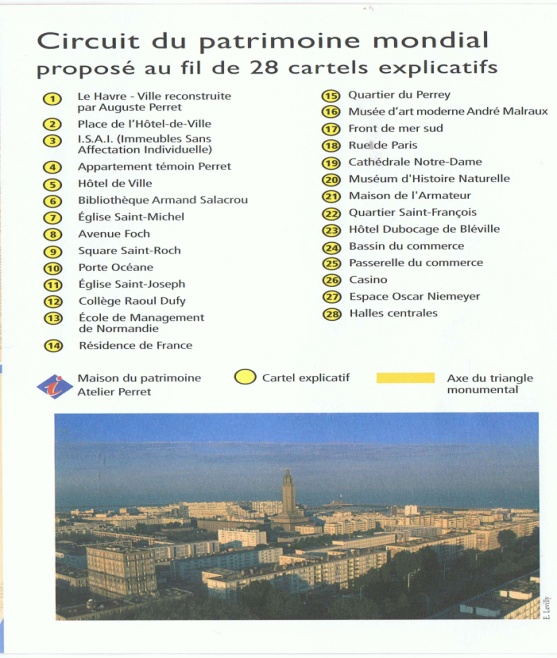 Circuit du patrimoine mondial
proposé au fil de 28 cartels explicatifs
1 Le Havre - Ville reconstruite
par Auguste Perret
2 Place de l'Hôtel-de-Ville
3 I.S.A.I. (Immeubles Sans
Affectation Individuelle)
4 Appartement témoin Perret
5 Hôtel de Ville
6 Bibliothèque Armand Salacrou
7 Église Saint-Michel
8 Avenue Foch
9 Square Saint-Roch
10 Porte Océane
11 Église Saint-Joseph
12 Collège Raoul Dufy
13 École de Management
de Normandie
14 Résidence de France
15 Quartier du Perrey
16 Musée d'art moderne André Malraux
17 Front de mer sud
18 Rue de Paris
19 Cathédrale Notre-Dame
20 Muséum d'Histoire Naturelle
21 Maison de l'Armateur
22 Quartier Saint-François
23 Hôtel Dubocage de Bléville
24 Bassin du commerce
25 Passerelle du commerce
26 Casino
27 Espace Oscar Niemeyer
28 Halles centrales
i Maison du patrimoine
Atelier Perret
Cartel explicatif
Axe du triangle
monumental
E. Levilly